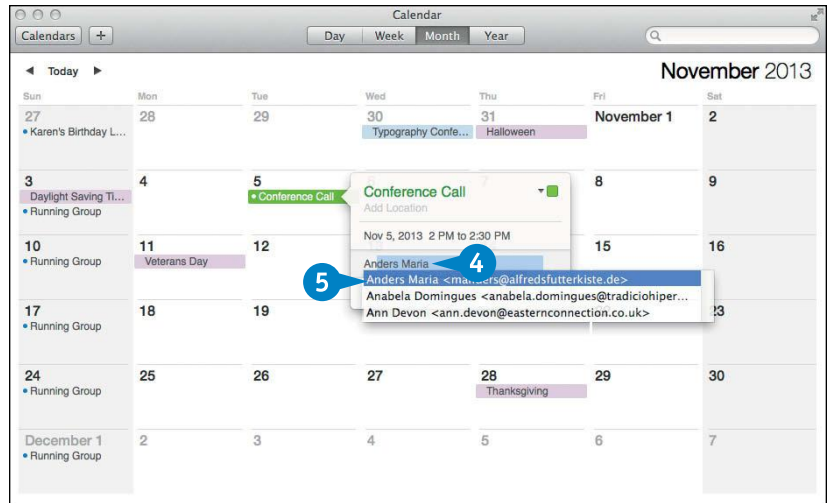 Calendar
Calendars + Day Week Month Year
Today November 2013
Sun Mon Tue Wed Thu Fri Sat
27 28 29 30 31 November 1 2
Karen's Birthday L... Typography Confe... Halloween
3 4 5 8 9
Daylight Saving Ti... Conference Call
Running Group
Conference Call
Add Location
Nov 5, 2013 2 PM to 2:30 PM
Anders Maria 4
5 Anders Maria <manders@alfredsfutterkiste.de>
Anabela Domingues <anabela.domingues@tradiciohiper...
Ann Devon <ann.devon@easternconnection.co.uk>
10 11 12 15 16
Running Group Veterans Day
17 18 19 23
Running Group
24 25 26 27 28 29 30
Running Group Thanksgiving
December 1 2 3 4 5 6 7
Running Group